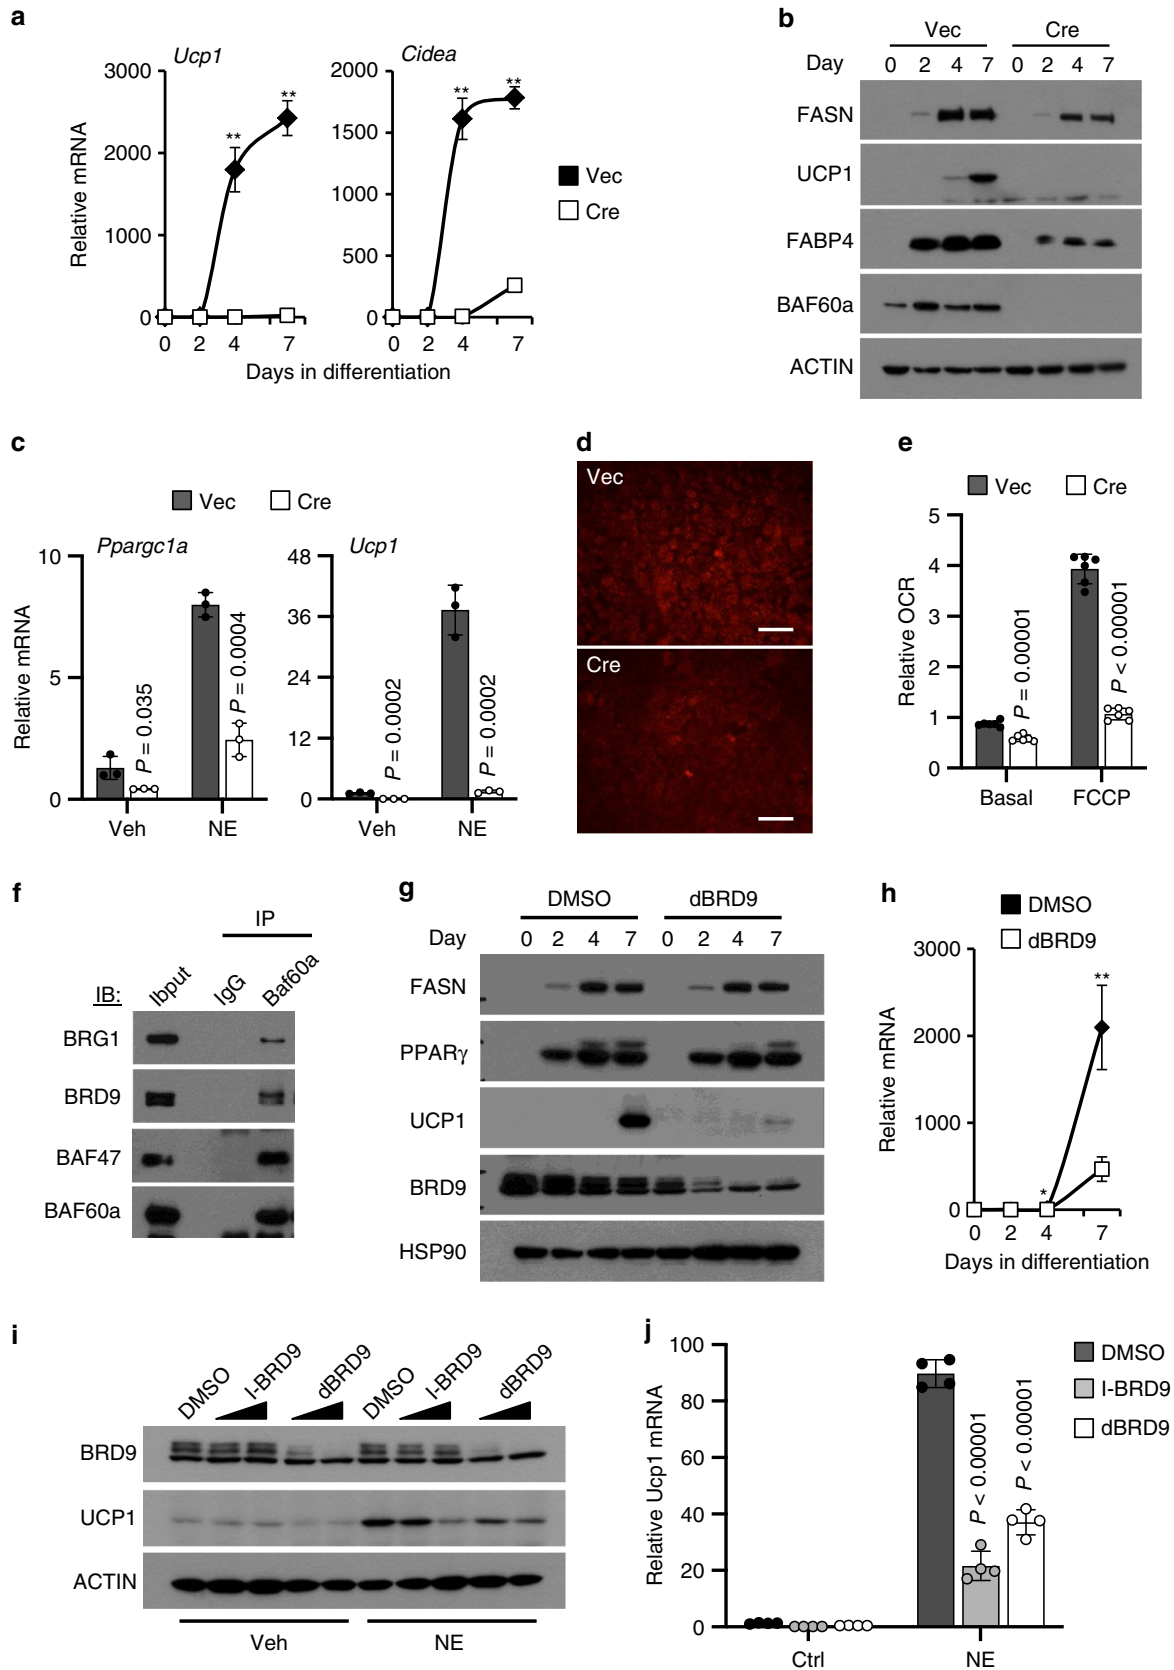 a
Ucp1
Cidea
3000
2000
1000
0
2000
1500
1000
500
0
Relative mRNA
**
**
**
**
0 2 4 7
0 2 4 7
Days in differentiation
Vec
Cre
b
Vec Cre
Day 0 2 4 7 0 2 4 7
FASN
UCP1
FABP4
BAF60a
ACTIN
c
Vec Cre
Ppargc1a
Ucp1
Relative mRNA
10
5
0
48
36
24
12
0
P = 0.035
P = 0.0004
P = 0.0002
P = 0.0002
Veh NE
Veh NE
d
Vec
Cre
e
Vec Cre
Relative OCR
5
4
3
2
1
0
P = 0.00001
P < 0.00001
Basal FCCP
f
IP
IB: Ibput IgG Baf60a
BRG1
BRD9
BAF47
BAF60a
g
DMSO dBRD9
Day 0 2 4 7 0 2 4 7
FASN
PPARγ
UCP1
BRD9
HSP90
h
DMSO
dBRD9
Relative mRNA
3000
2000
1000
0
*
**
0 2 4 7
Days in differentiation
i
DMSO I-BRD9 dBRD9 DMSO I-BRD9 dBRD9
BRD9
UCP1
ACTIN
Veh NE
j
Relative Ucp1 mRNA
100
80
60
40
20
0
P < 0.00001
P < 0.00001
Ctrl NE
DMSO
I-BRD9
dBRD9